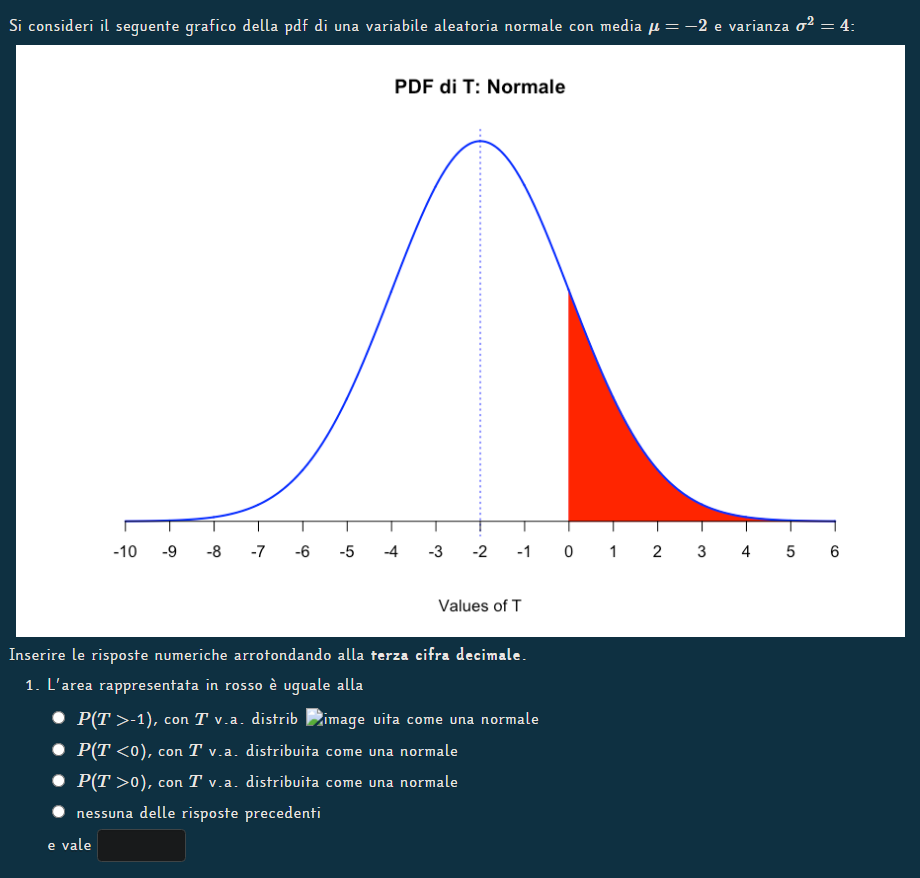 Si consideri il seguente grafico della pdf di una variabile aleatoria normale con media μ = −2 e varianza σ² = 4:
PDF di T: Normale
-10 -9 -8 -7 -6 -5 -4 -3 -2 -1 0 1 2 3 4 5 6
Values of T
Inserire le risposte numeriche arrotondando alla terza cifra decimale.
1. L'area rappresentata in rosso è uguale alla
P(T >-1), con T v.a. distrib image uita come una normale
P(T <0), con T v.a. distribuita come una normale
P(T >0), con T v.a. distribuita come una normale
nessuna delle risposte precedenti
e vale